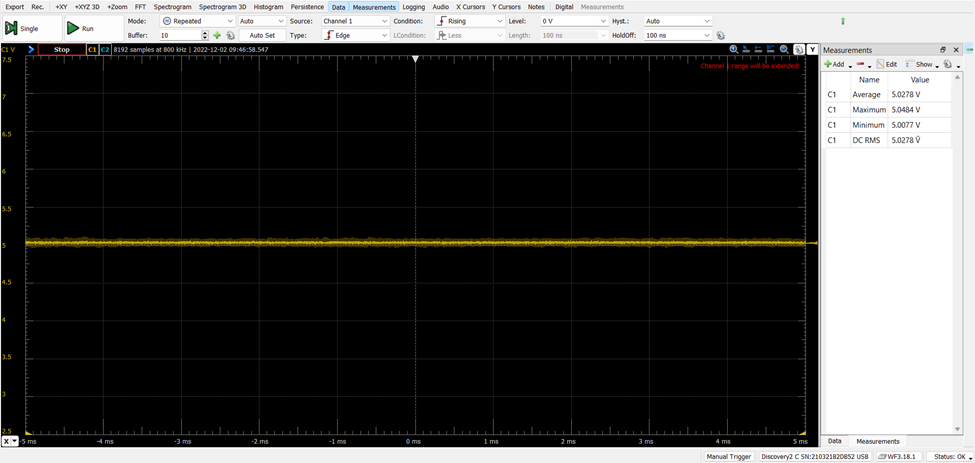 Export Rec. +XY +XYZ 3D +Zoom FFT Spectrogram Spectrogram 3D Histogram Persistence Data Measurements Logging Audio X Cursors Y Cursors Notes Digital Measurements
Single Run Mode: Repeated Auto Source: Channel 1 Condition: Rising Level: 0 V Hyst.: Auto
Buffer: 10 Auto Set Type: Edge LCondition: Less Length: 100 ns HoldOff: 100 ns
C1 V Stop C1 C2 8192 samples at 800 kHz | 2022-12-02 09:46:58.547 Y
Channel 1 range will be extended!
7.5
7
6.5
6
5.5
5
4.5
4
3.5
3
2.5
X -5 ms -4 ms -3 ms -2 ms -1 ms 0 ms 1 ms 2 ms 3 ms 4 ms 5 ms
Measurements
Add Edit Show
Name Value
C1 Average 5.0278 V
C1 Maximum 5.0484 V
C1 Minimum 5.0077 V
C1 DC RMS 5.0278 V
Data Measurements
Manual Trigger Discovery2 C SN:210321B2DB52 USB WF3.18.1 Status: OK